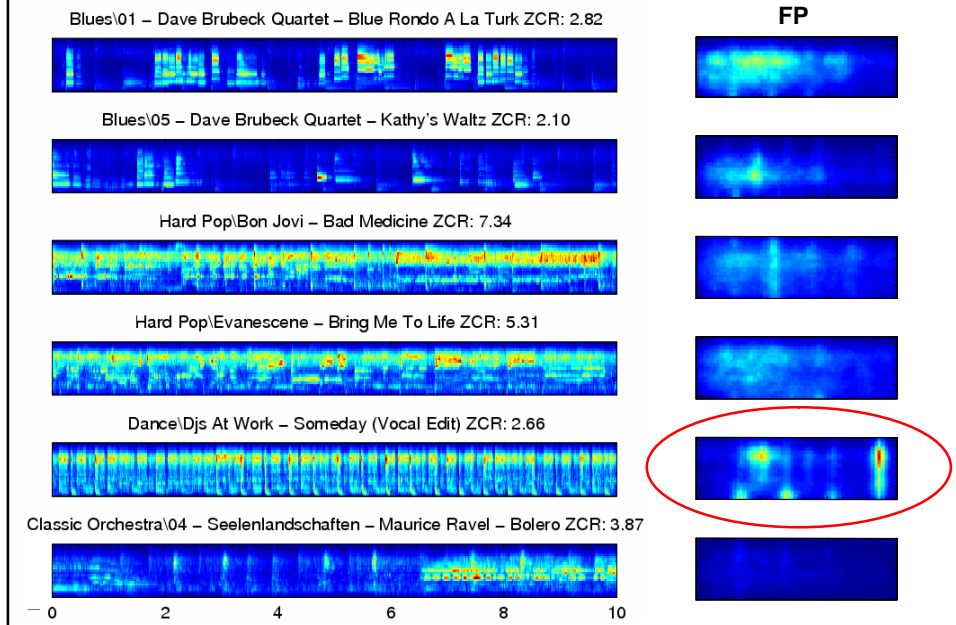 Blues\01 – Dave Brubeck Quartet – Blue Rondo A La Turk ZCR: 2.82
FP
Blues\05 – Dave Brubeck Quartet – Kathy's Waltz ZCR: 2.10
Hard Pop\Bon Jovi – Bad Medicine ZCR: 7.34
Hard Pop\Evanescene – Bring Me To Life ZCR: 5.31
Dance\Djs At Work – Someday (Vocal Edit) ZCR: 2.66
Classic Orchestra\04 – Seelenlandschaften – Maurice Ravel – Bolero ZCR: 3.87
0 2 4 6 8 10